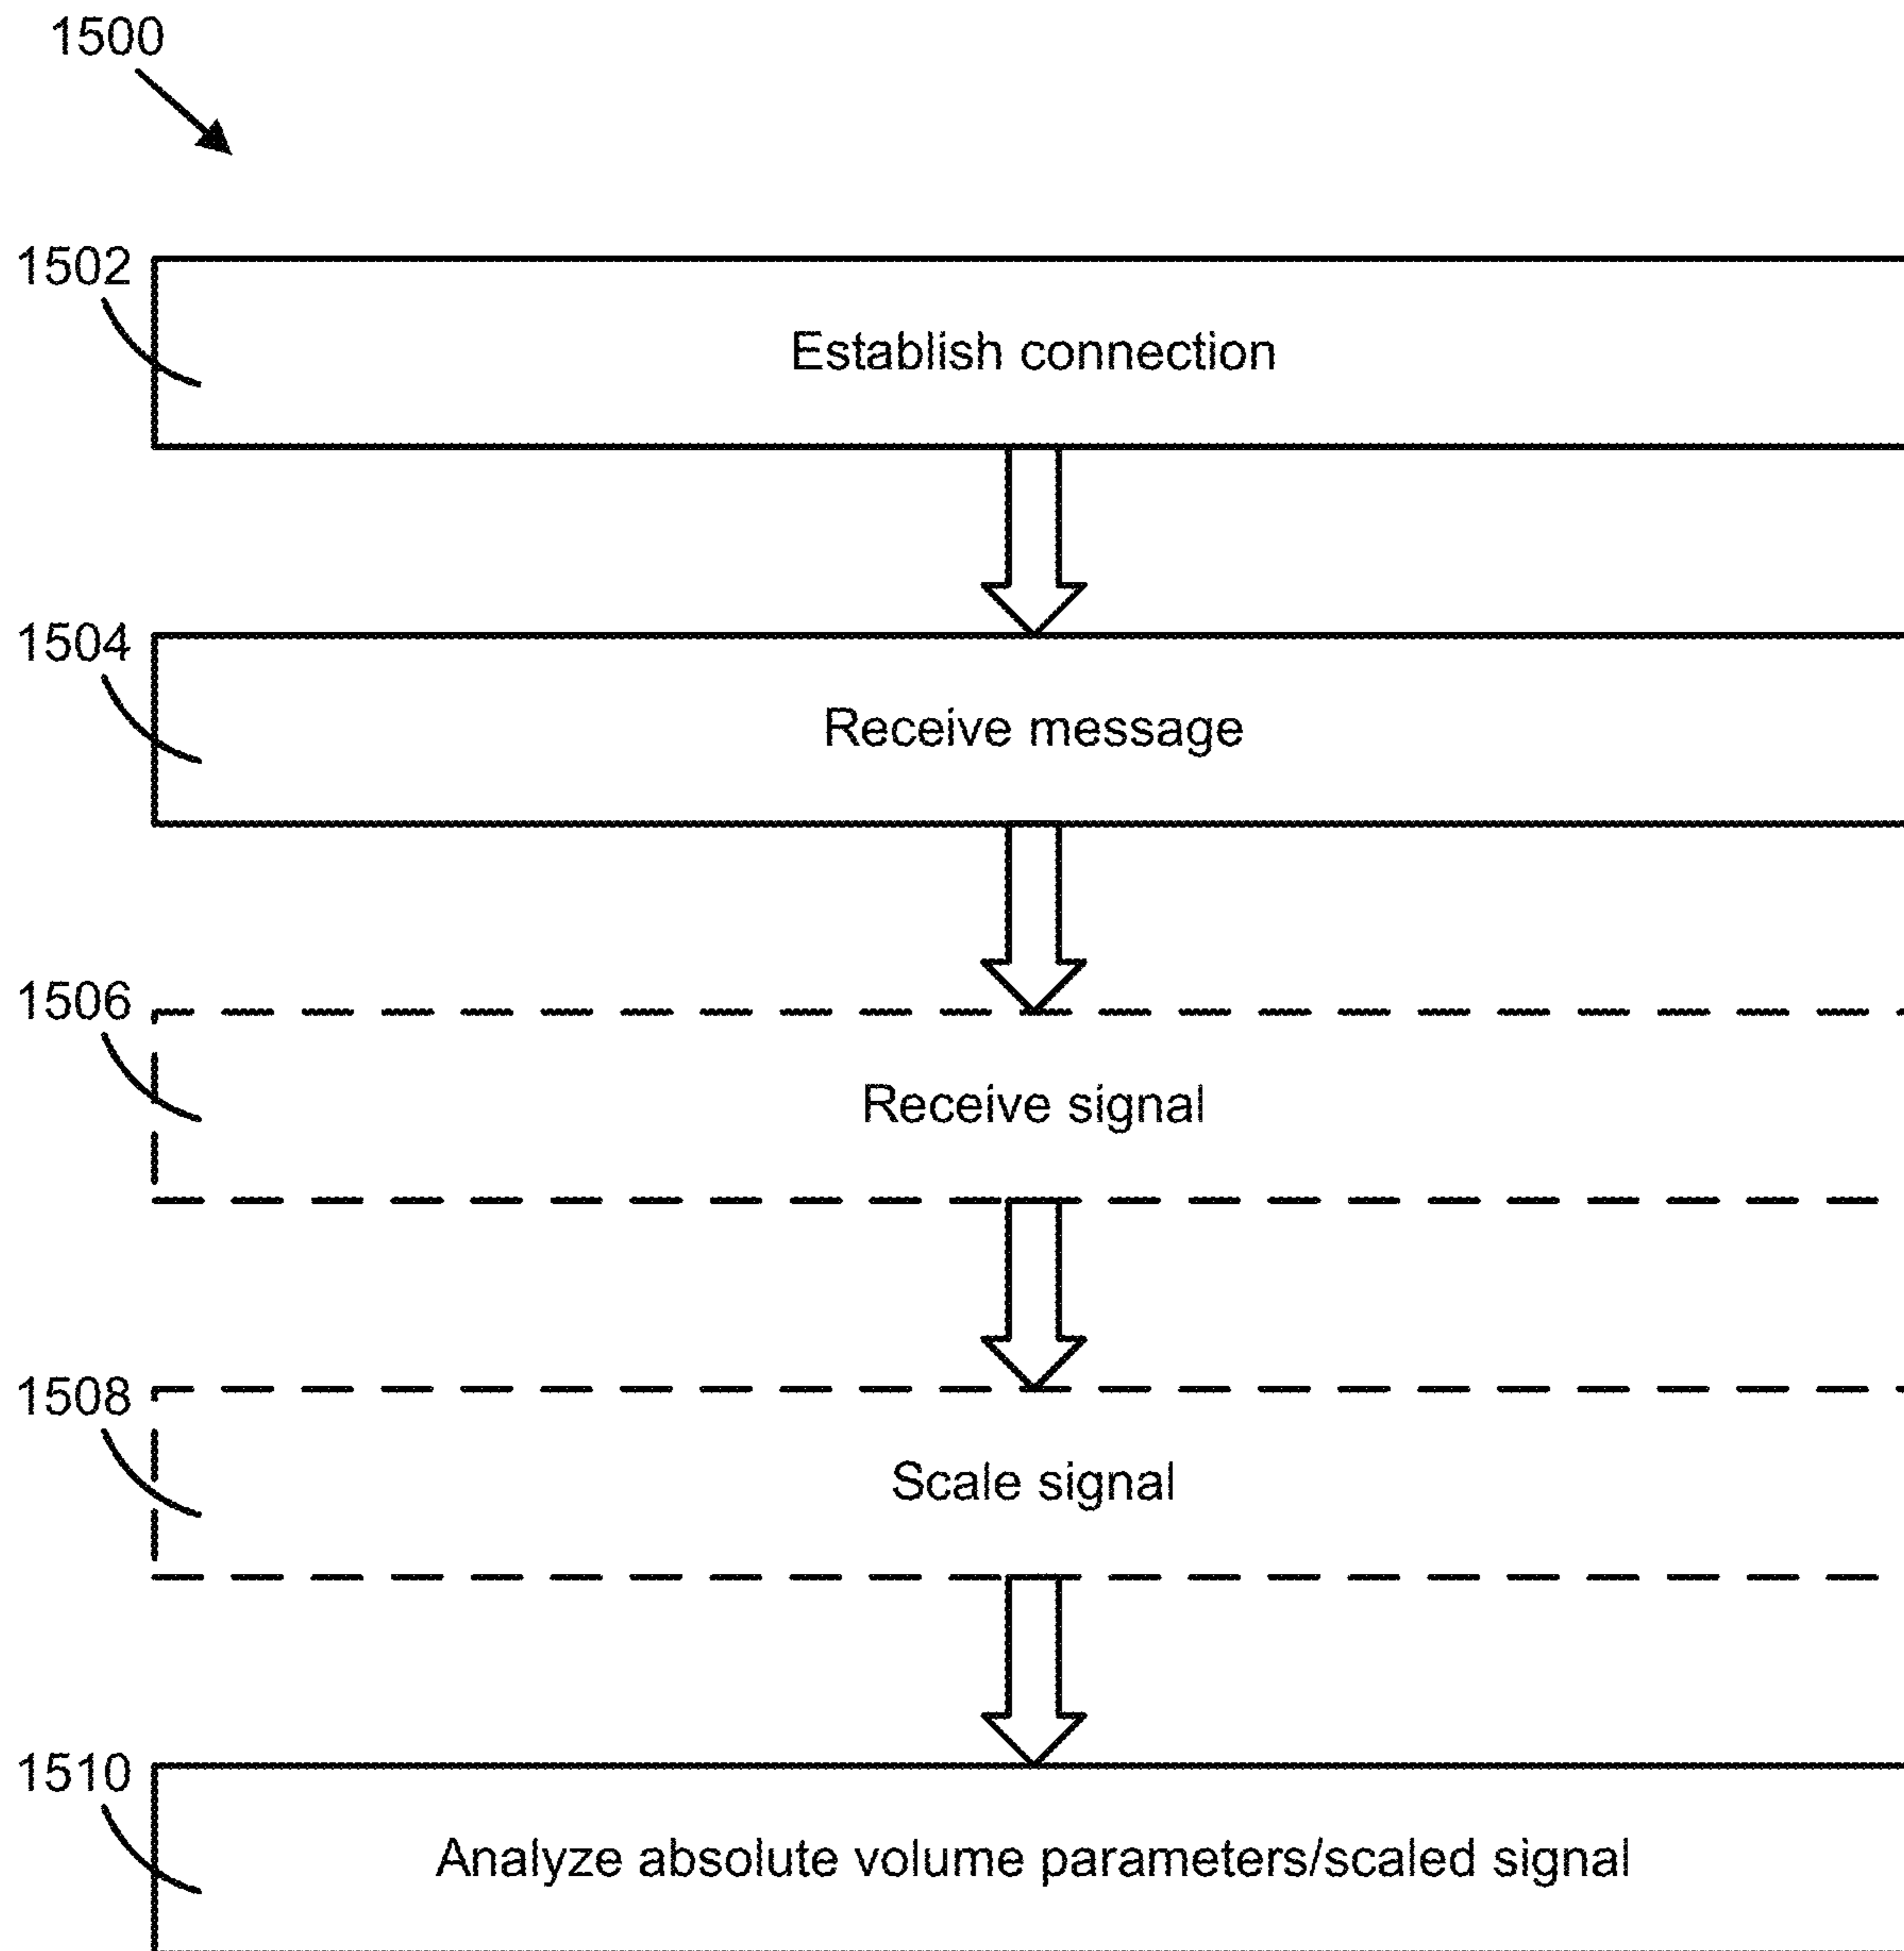 1500
1502
Establish connection
1504
Receive message
1506
Receive signal
1508
Scale signal
1510
Analyze absolute volume parameters/scaled signal